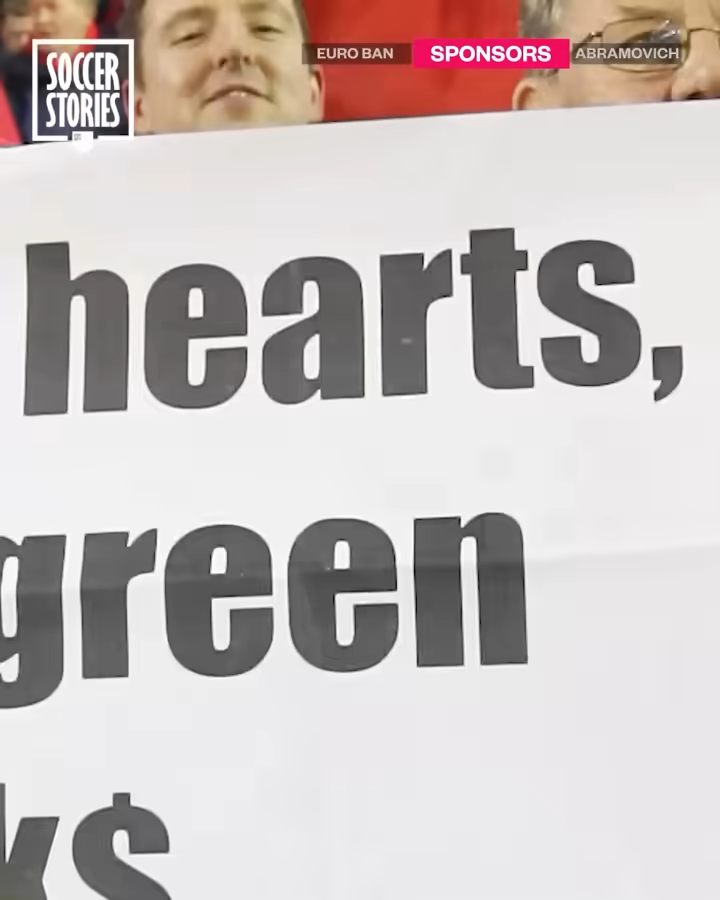 SOCCER
STORIES
EURO BAN SPONSORS ABRAMOVICH
hearts,
green
k$